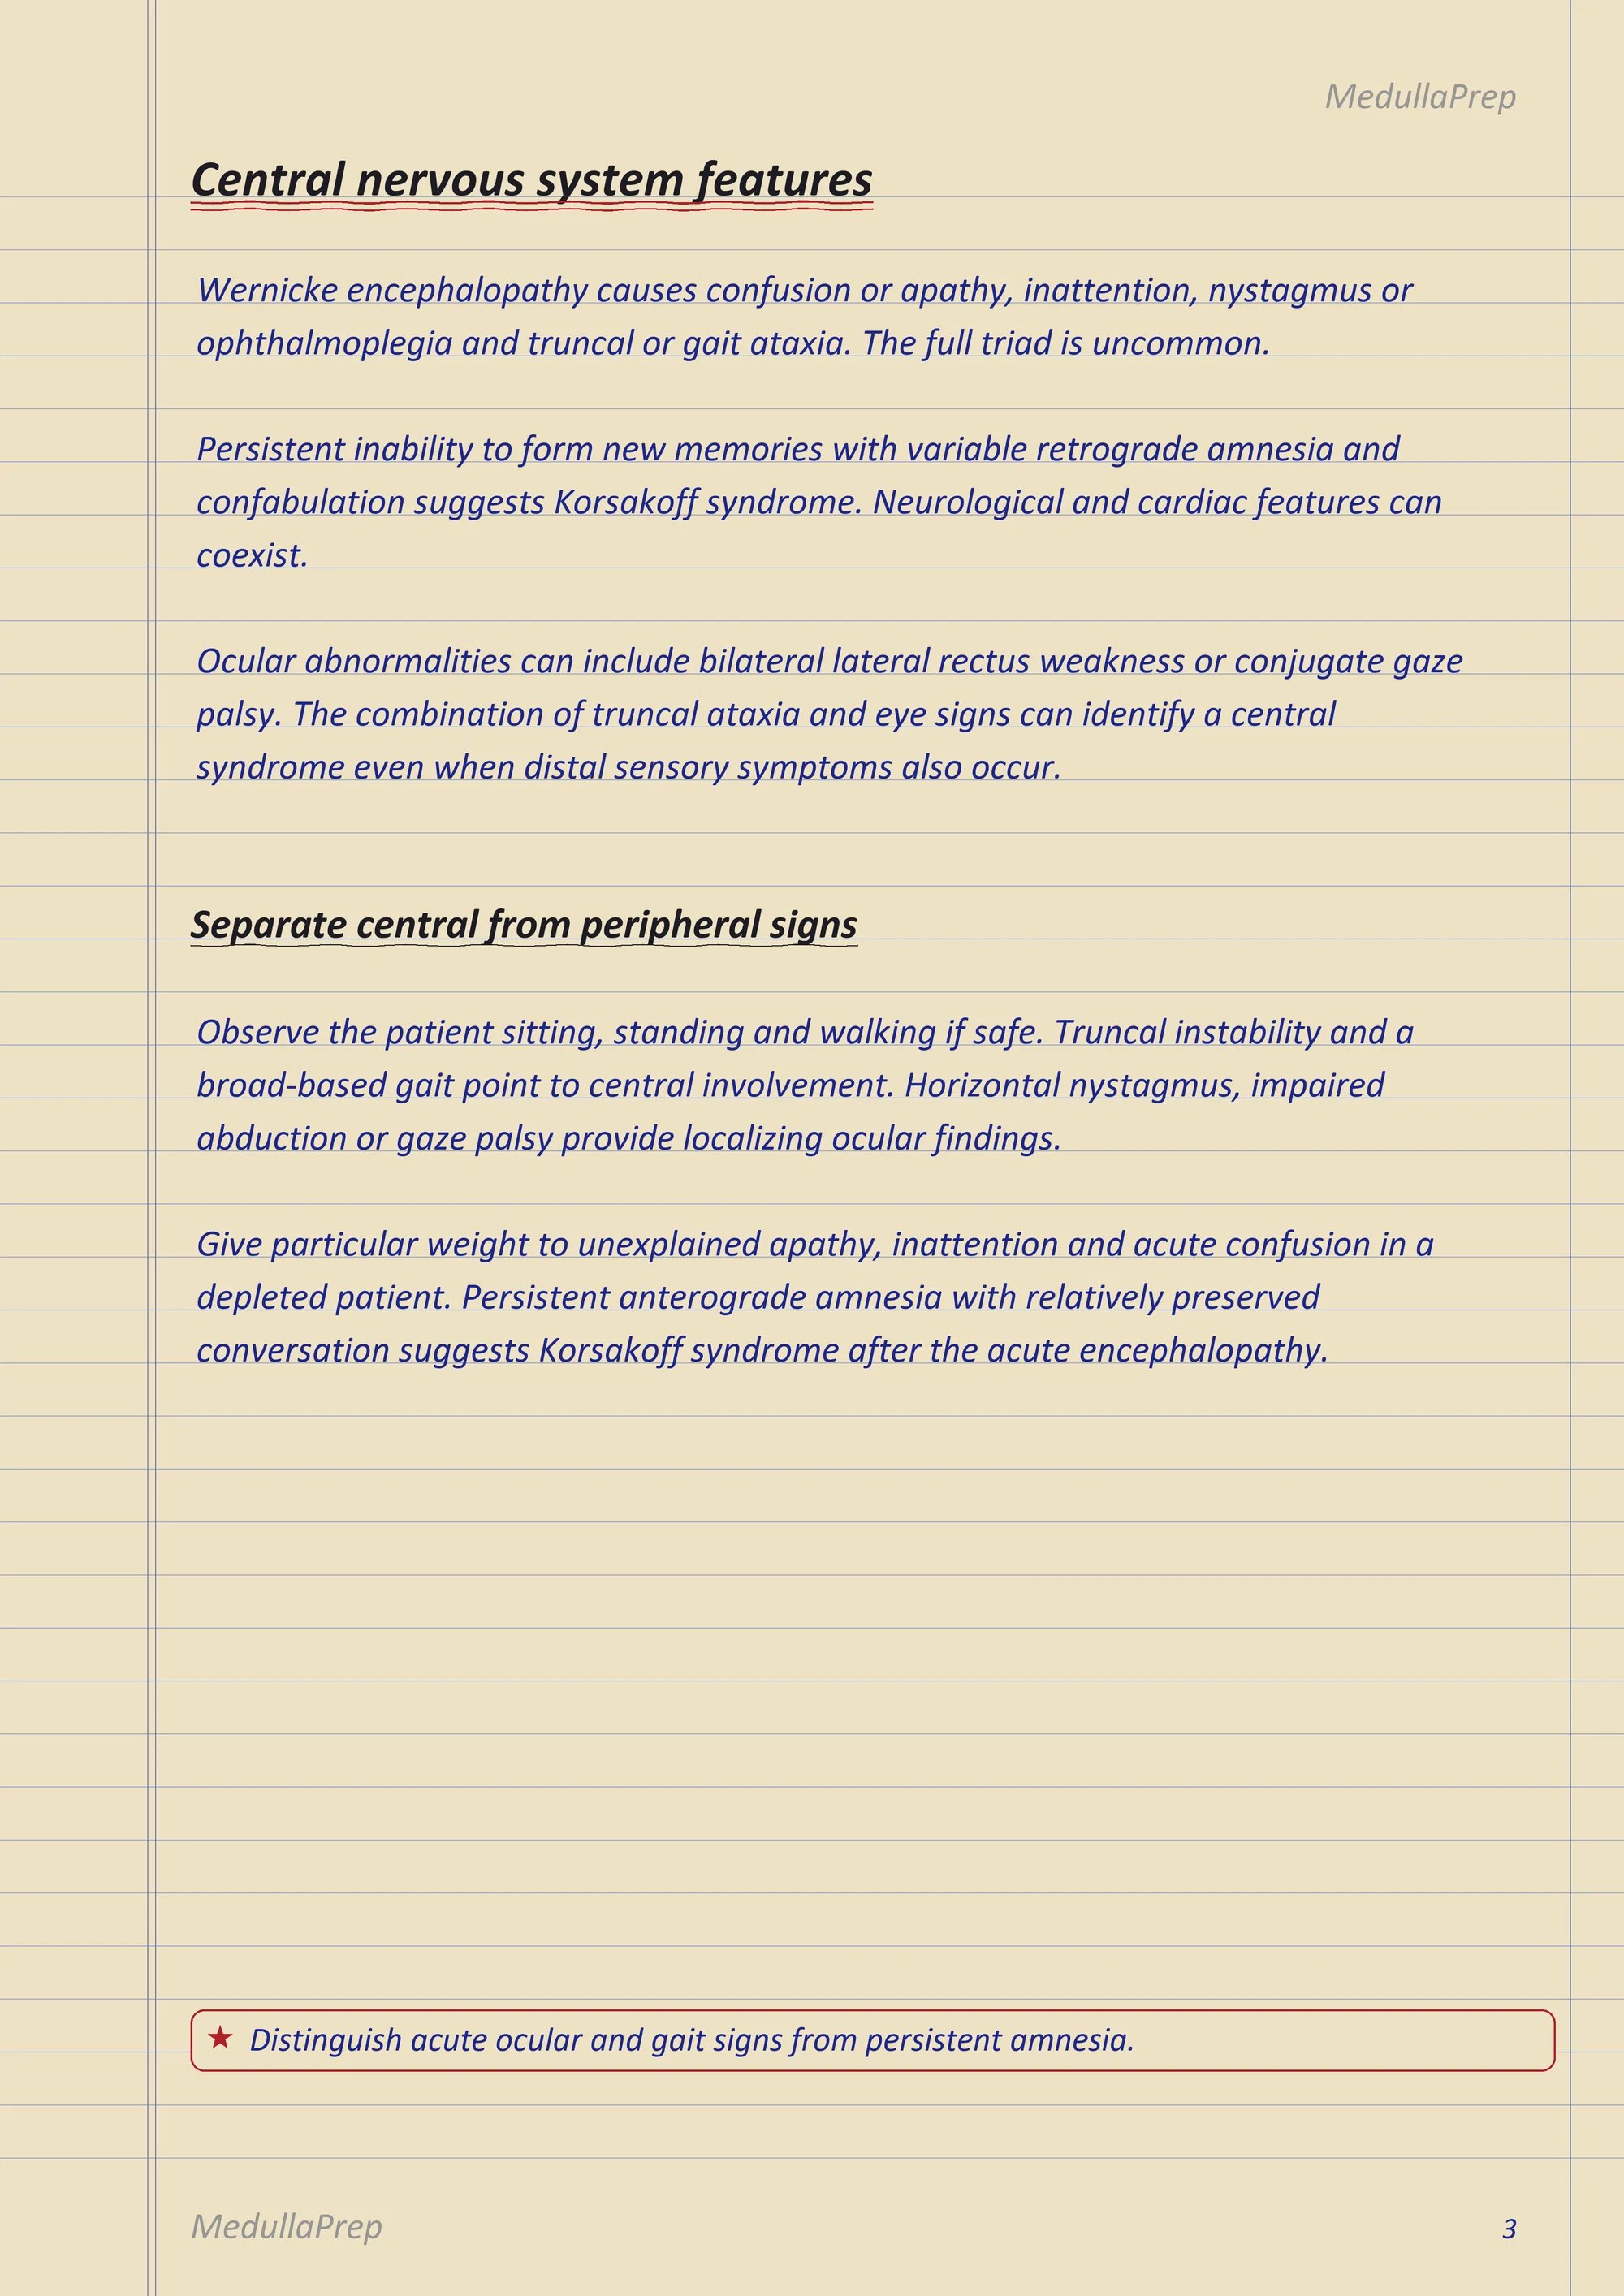 MedullaPrep
Central nervous system features
Wernicke encephalopathy causes confusion or apathy, inattention, nystagmus or
ophthalmoplegia and truncal or gait ataxia. The full triad is uncommon.
Persistent inability to form new memories with variable retrograde amnesia and
confabulation suggests Korsakoff syndrome. Neurological and cardiac features can
coexist.
Ocular abnormalities can include bilateral lateral rectus weakness or conjugate gaze
palsy. The combination of truncal ataxia and eye signs can identify a central
syndrome even when distal sensory symptoms also occur.
Separate central from peripheral signs
Observe the patient sitting, standing and walking if safe. Truncal instability and a
broad-based gait point to central involvement. Horizontal nystagmus, impaired
abduction or gaze palsy provide localizing ocular findings.
Give particular weight to unexplained apathy, inattention and acute confusion in a
depleted patient. Persistent anterograde amnesia with relatively preserved
conversation suggests Korsakoff syndrome after the acute encephalopathy.
★ Distinguish acute ocular and gait signs from persistent amnesia.
MedullaPrep
3